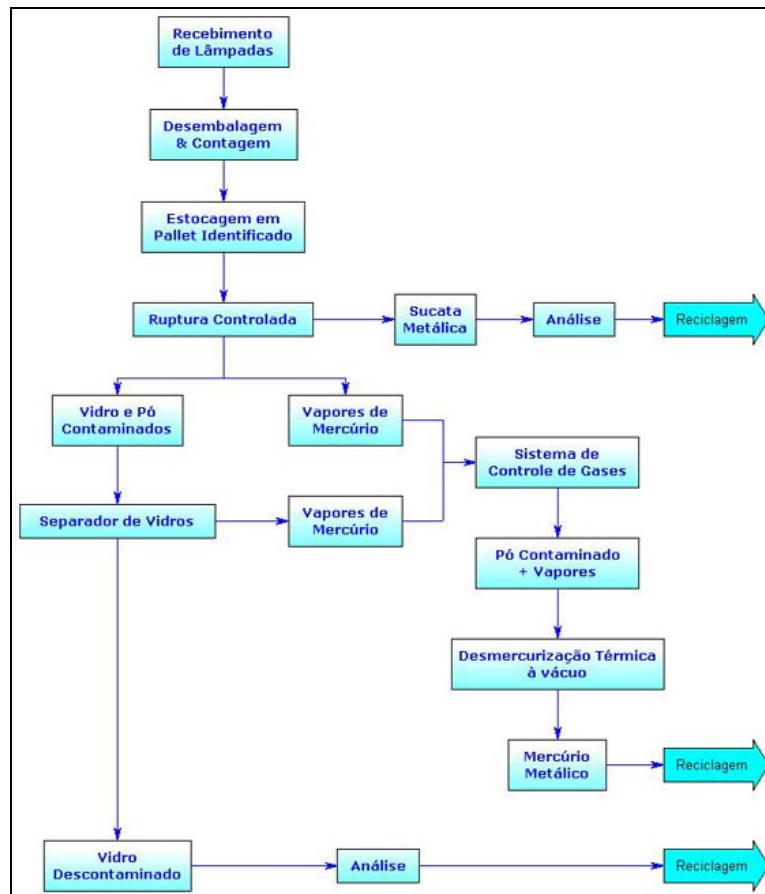 Recebimento
de Lâmpadas
Desembalagem
& Contagem
Estocagem em
Pallet Identificado
Ruptura Controlada
Sucata
Metálica
Análise
Reciclagem
Vidro e Pó
Contaminados
Vapores de
Mercúrio
Sistema de
Controle de Gases
Separador de Vidros
Vapores de
Mercúrio
Pó Contaminado
+ Vapores
Desmercurização Térmica
à vácuo
Mercúrio
Metálico
Reciclagem
Vidro
Descontaminado
Análise
Reciclagem